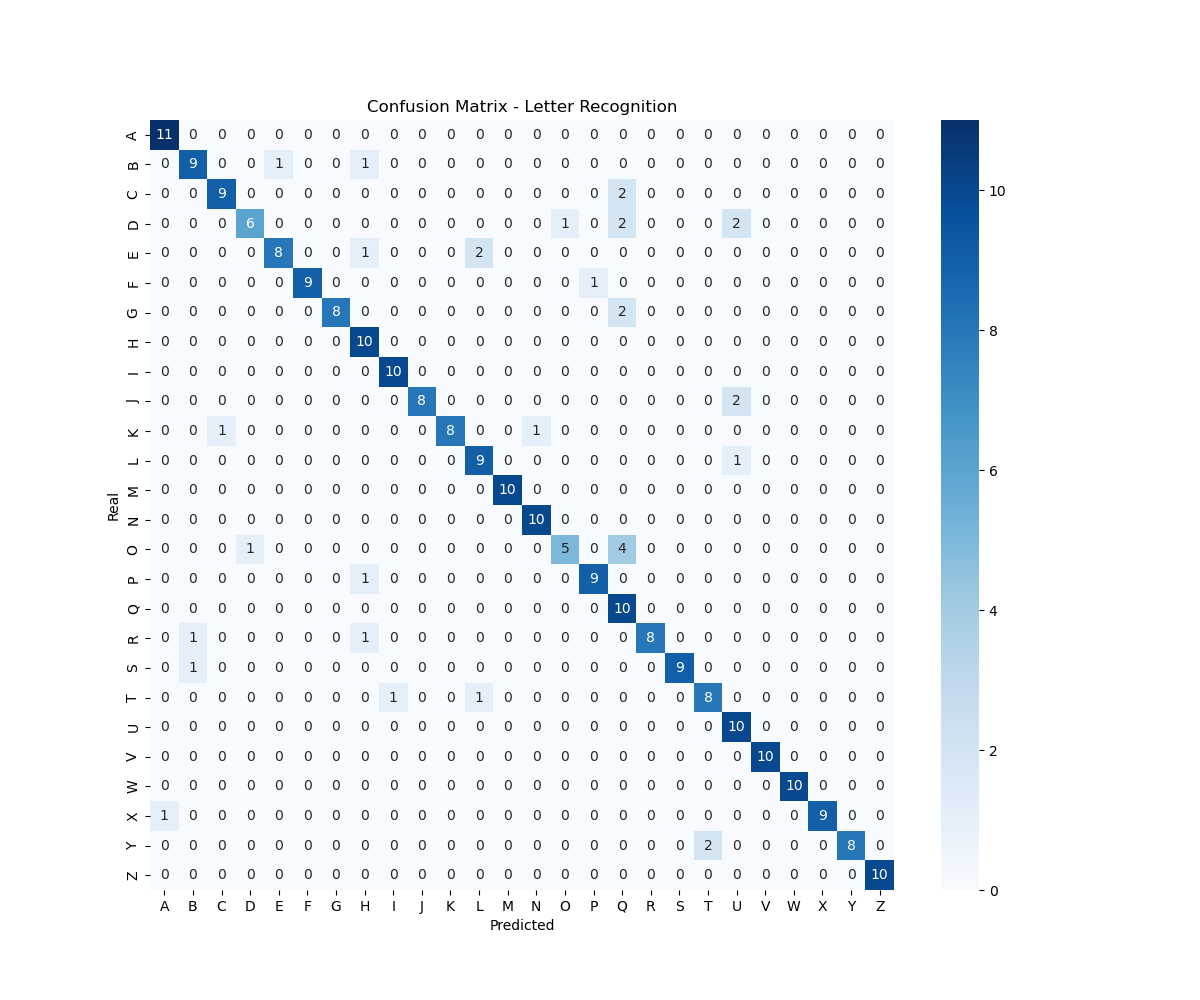 Confusion Matrix - Letter Recognition
A 11 0 0 0 0 0 0 0 0 0 0 0 0 0 0 0 0 0 0 0 0 0 0 0 0 0
B 0 9 0 0 1 0 0 1 0 0 0 0 0 0 0 0 0 0 0 0 0 0 0 0 0 0
C 0 0 9 0 0 0 0 0 0 0 0 0 0 0 0 0 2 0 0 0 0 0 0 0 0 0
D 0 0 0 6 0 0 0 0 0 0 0 0 0 0 1 0 2 0 0 0 2 0 0 0 0 0
E 0 0 0 0 8 0 0 1 0 0 0 2 0 0 0 0 0 0 0 0 0 0 0 0 0 0
F 0 0 0 0 0 9 0 0 0 0 0 0 0 0 0 1 0 0 0 0 0 0 0 0 0 0
G 0 0 0 0 0 0 8 0 0 0 0 0 0 0 0 0 2 0 0 0 0 0 0 0 0 0
H 0 0 0 0 0 0 0 10 0 0 0 0 0 0 0 0 0 0 0 0 0 0 0 0 0 0
I 0 0 0 0 0 0 0 0 10 0 0 0 0 0 0 0 0 0 0 0 0 0 0 0 0 0
J 0 0 0 0 0 0 0 0 0 8 0 0 0 0 0 0 0 0 0 0 2 0 0 0 0 0
K 0 0 1 0 0 0 0 0 0 0 8 0 0 1 0 0 0 0 0 0 0 0 0 0 0 0
L 0 0 0 0 0 0 0 0 0 0 0 9 0 0 0 0 0 0 0 0 1 0 0 0 0 0
M 0 0 0 0 0 0 0 0 0 0 0 0 10 0 0 0 0 0 0 0 0 0 0 0 0 0
N 0 0 0 0 0 0 0 0 0 0 0 0 0 10 0 0 0 0 0 0 0 0 0 0 0 0
O 0 0 0 1 0 0 0 0 0 0 0 0 0 0 5 0 4 0 0 0 0 0 0 0 0 0
P 0 0 0 0 0 0 0 1 0 0 0 0 0 0 0 9 0 0 0 0 0 0 0 0 0 0
Q 0 0 0 0 0 0 0 0 0 0 0 0 0 0 0 0 10 0 0 0 0 0 0 0 0 0
R 0 1 0 0 0 0 0 1 0 0 0 0 0 0 0 0 0 8 0 0 0 0 0 0 0 0
S 0 1 0 0 0 0 0 0 0 0 0 0 0 0 0 0 0 0 9 0 0 0 0 0 0 0
T 0 0 0 0 0 0 0 0 1 0 0 1 0 0 0 0 0 0 0 8 0 0 0 0 0 0
U 0 0 0 0 0 0 0 0 0 0 0 0 0 0 0 0 0 0 0 0 10 0 0 0 0 0
V 0 0 0 0 0 0 0 0 0 0 0 0 0 0 0 0 0 0 0 0 0 10 0 0 0 0
W 0 0 0 0 0 0 0 0 0 0 0 0 0 0 0 0 0 0 0 0 0 0 10 0 0 0
X 1 0 0 0 0 0 0 0 0 0 0 0 0 0 0 0 0 0 0 0 0 0 0 9 0 0
Y 0 0 0 0 0 0 0 0 0 0 0 0 0 0 0 0 0 0 0 2 0 0 0 0 8 0
Z 0 0 0 0 0 0 0 0 0 0 0 0 0 0 0 0 0 0 0 0 0 0 0 0 0 10
A B C D E F G H I J K L M N O P Q R S T U V W X Y Z
Predicted
Real
10
8
6
4
2
0